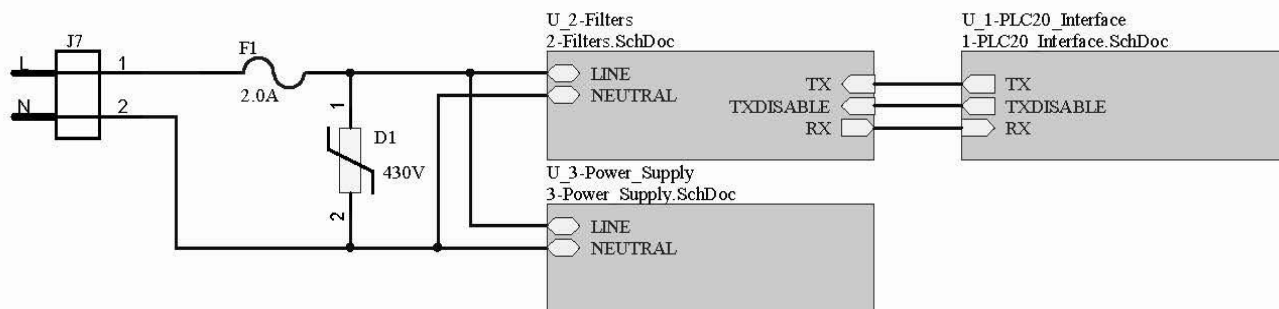 U_2-Filters
2-Filters.SchDoc
U_1-PLC20_Interface
1-PLC20_Interface.SchDoc
J7
L
1
F1
2.0A
LINE
TX
TX
N
2
NEUTRAL
TXDISABLE
TXDISABLE
RX
RX
1
D1
430V
2
U_3-Power_Supply
3-Power_Supply.SchDoc
LINE
NEUTRAL